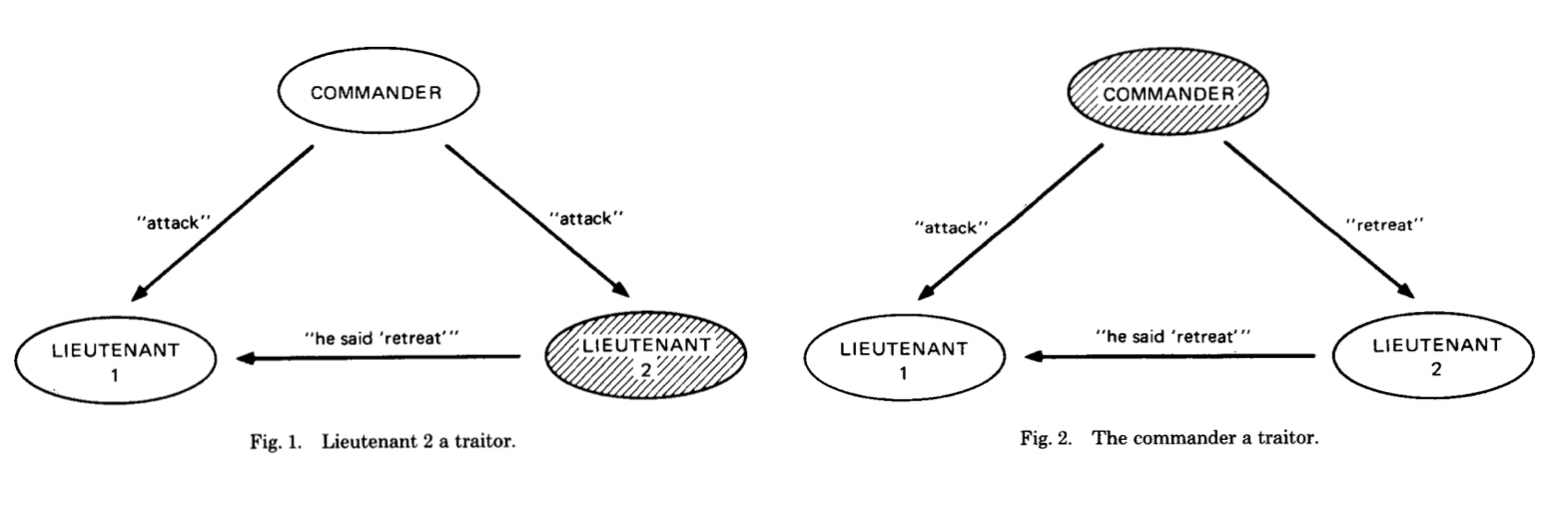 COMMANDER
"attack"
"attack"
"he said 'retreat'"
LIEUTENANT
1
LIEUTENANT
2
Fig. 1. Lieutenant 2 a traitor.
COMMANDER
"attack"
"retreat"
"he said 'retreat'"
LIEUTENANT
1
LIEUTENANT
2
Fig. 2. The commander a traitor.